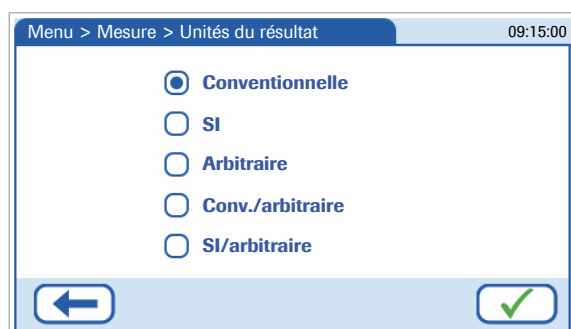 Menu > Mesure > Unités du résultat 09:15:00
Conventionnelle
SI
Arbitraire
Conv./arbitraire
SI/arbitraire